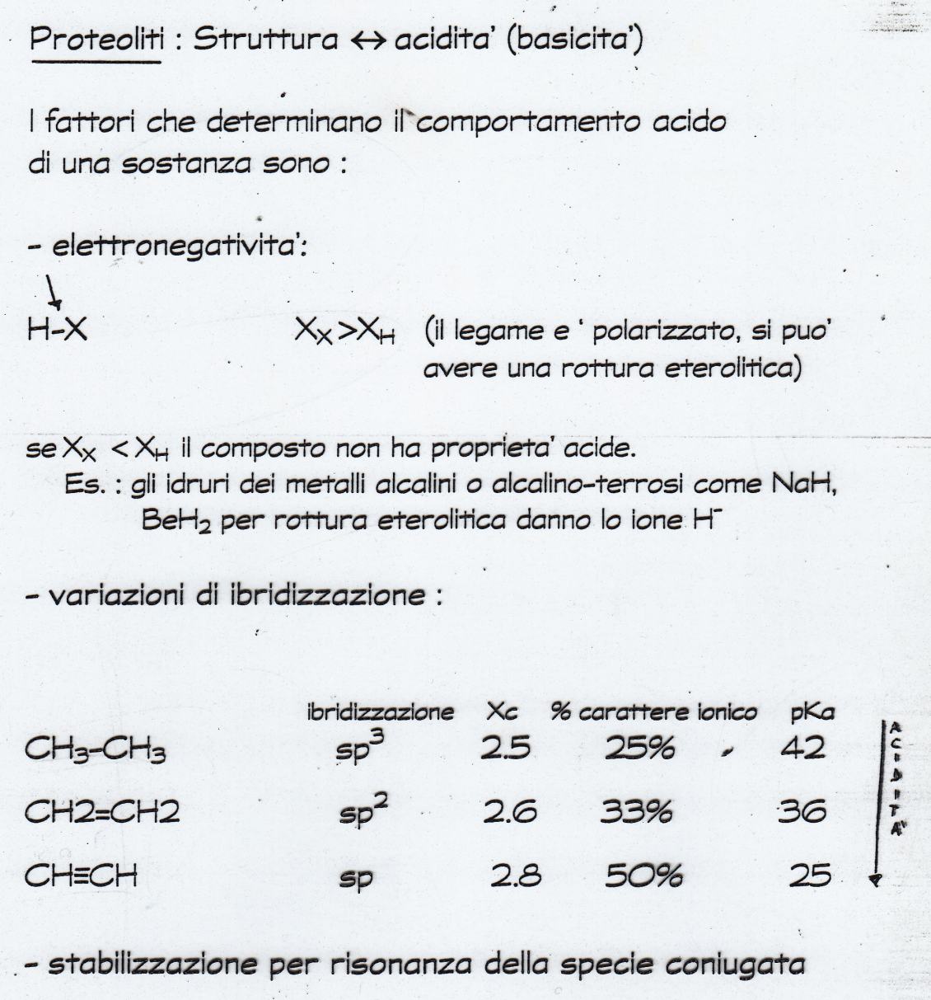 Proteoliti : Struttura ↔ acidita' (basicita')
I fattori che determinano il comportamento acido
di una sostanza sono :
- elettronegativita':
H-X XX >XH (il legame e ' polarizzato, si puo'
avere una rottura eterolitica)
se XX < XH il composto non ha proprieta' acide.
Es. : gli idruri dei metalli alcalini o alcalino-terrosi come NaH,
BeH2 per rottura eterolitica danno lo ione H⁻
- variazioni di ibridizzazione :
ibridizzazione Xc % carattere ionico pKa
CH3-CH3 sp³ 2.5 25% 42
CH2=CH2 sp² 2.6 33% 36
CH≡CH sp 2.8 50% 25
ACIDITA'
- stabilizzazione per risonanza della specie coniugata